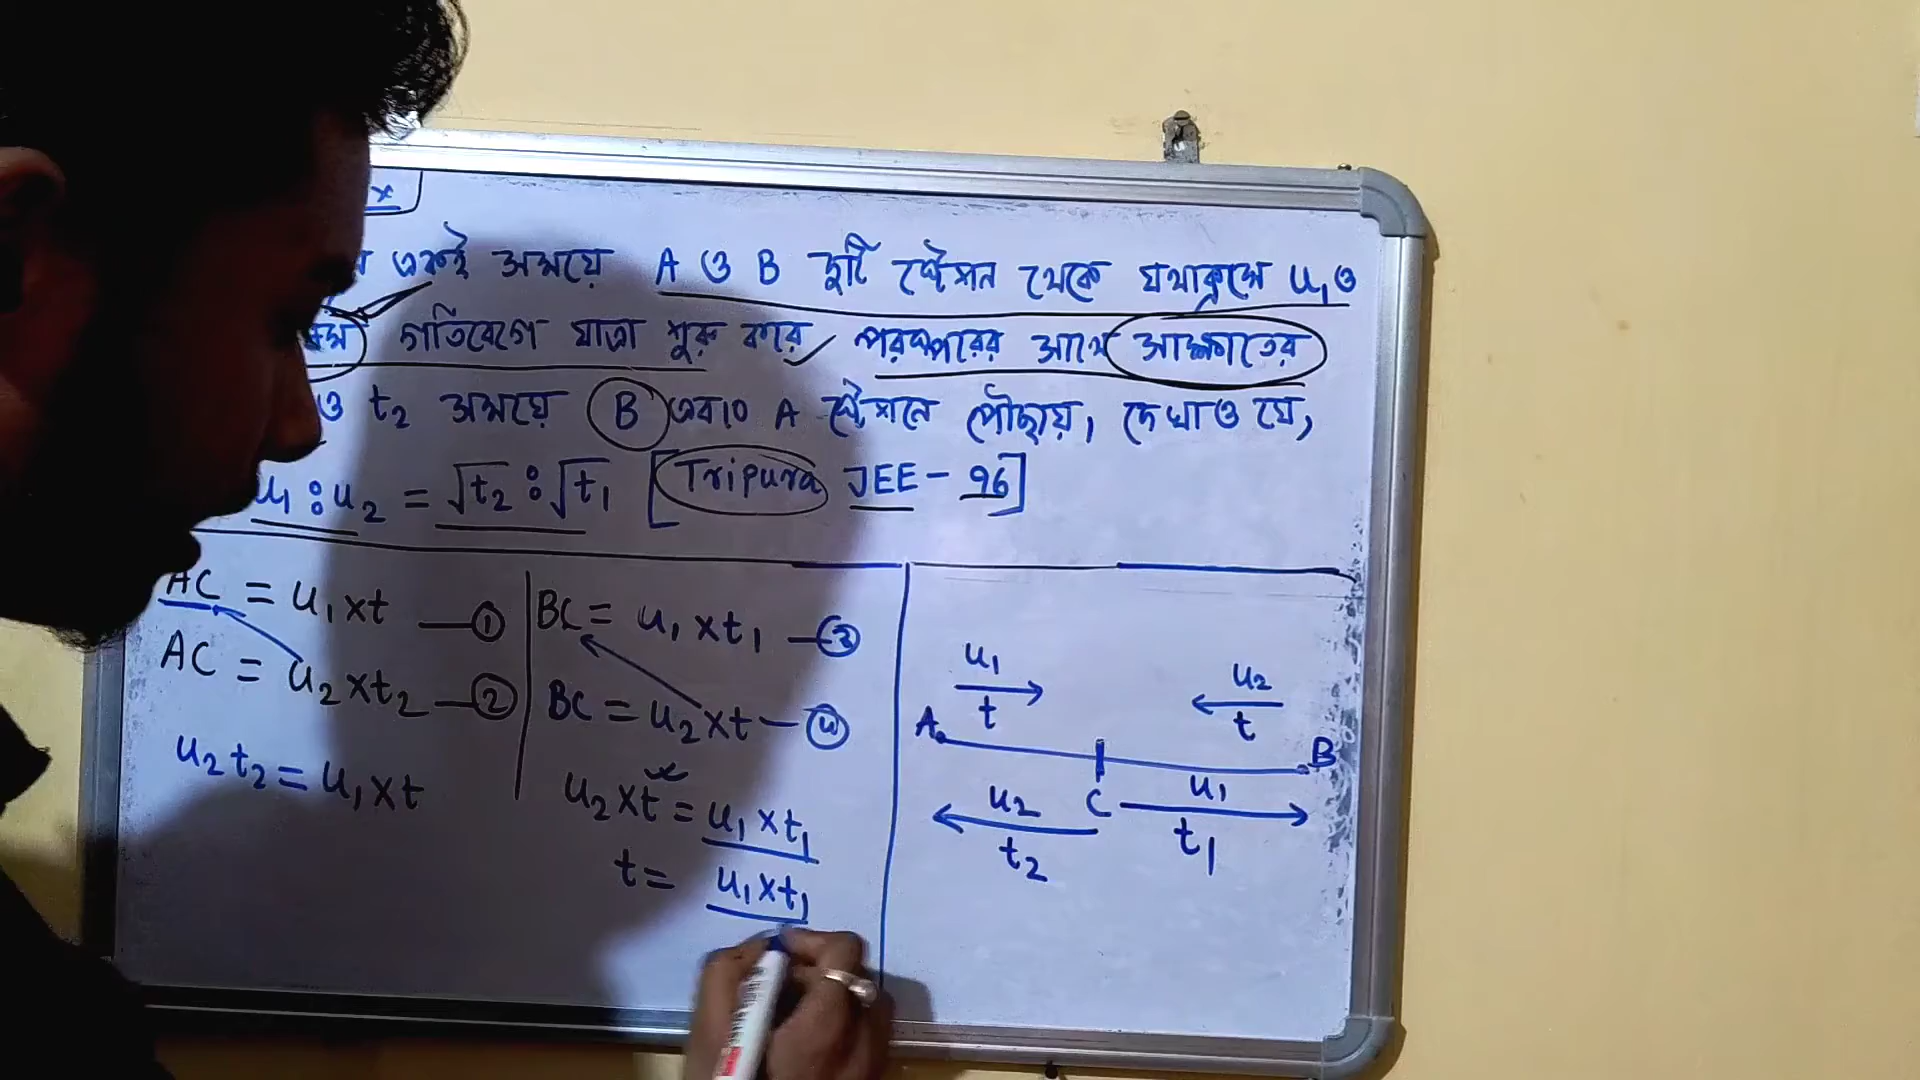 x
একই সময়ে A ও B দুটি স্টেশন থেকে যথাক্রমে u₁ ও
গতিবেগে যাত্রা শুরু করে পরস্পরের সাথে সাক্ষাতের
ও t₂ সময়ে B এবং A স্টেশনে পৌঁছায়, দেখাও যে,
u₁ : u₂ = √t₂ : √t₁ [Tripura JEE - 96]
AC = u₁ × t — ①
AC = u₂ × t₂ — ②
u₂ t₂ = u₁ × t
BC = u₁ × t₁ — ③
BC = u₂ × t — ④
u₂ × t = u₁ × t₁
t = u₁ × t₁
u₁
t
u₂
t
A
B
C
u₂
t₂
u₁
t₁